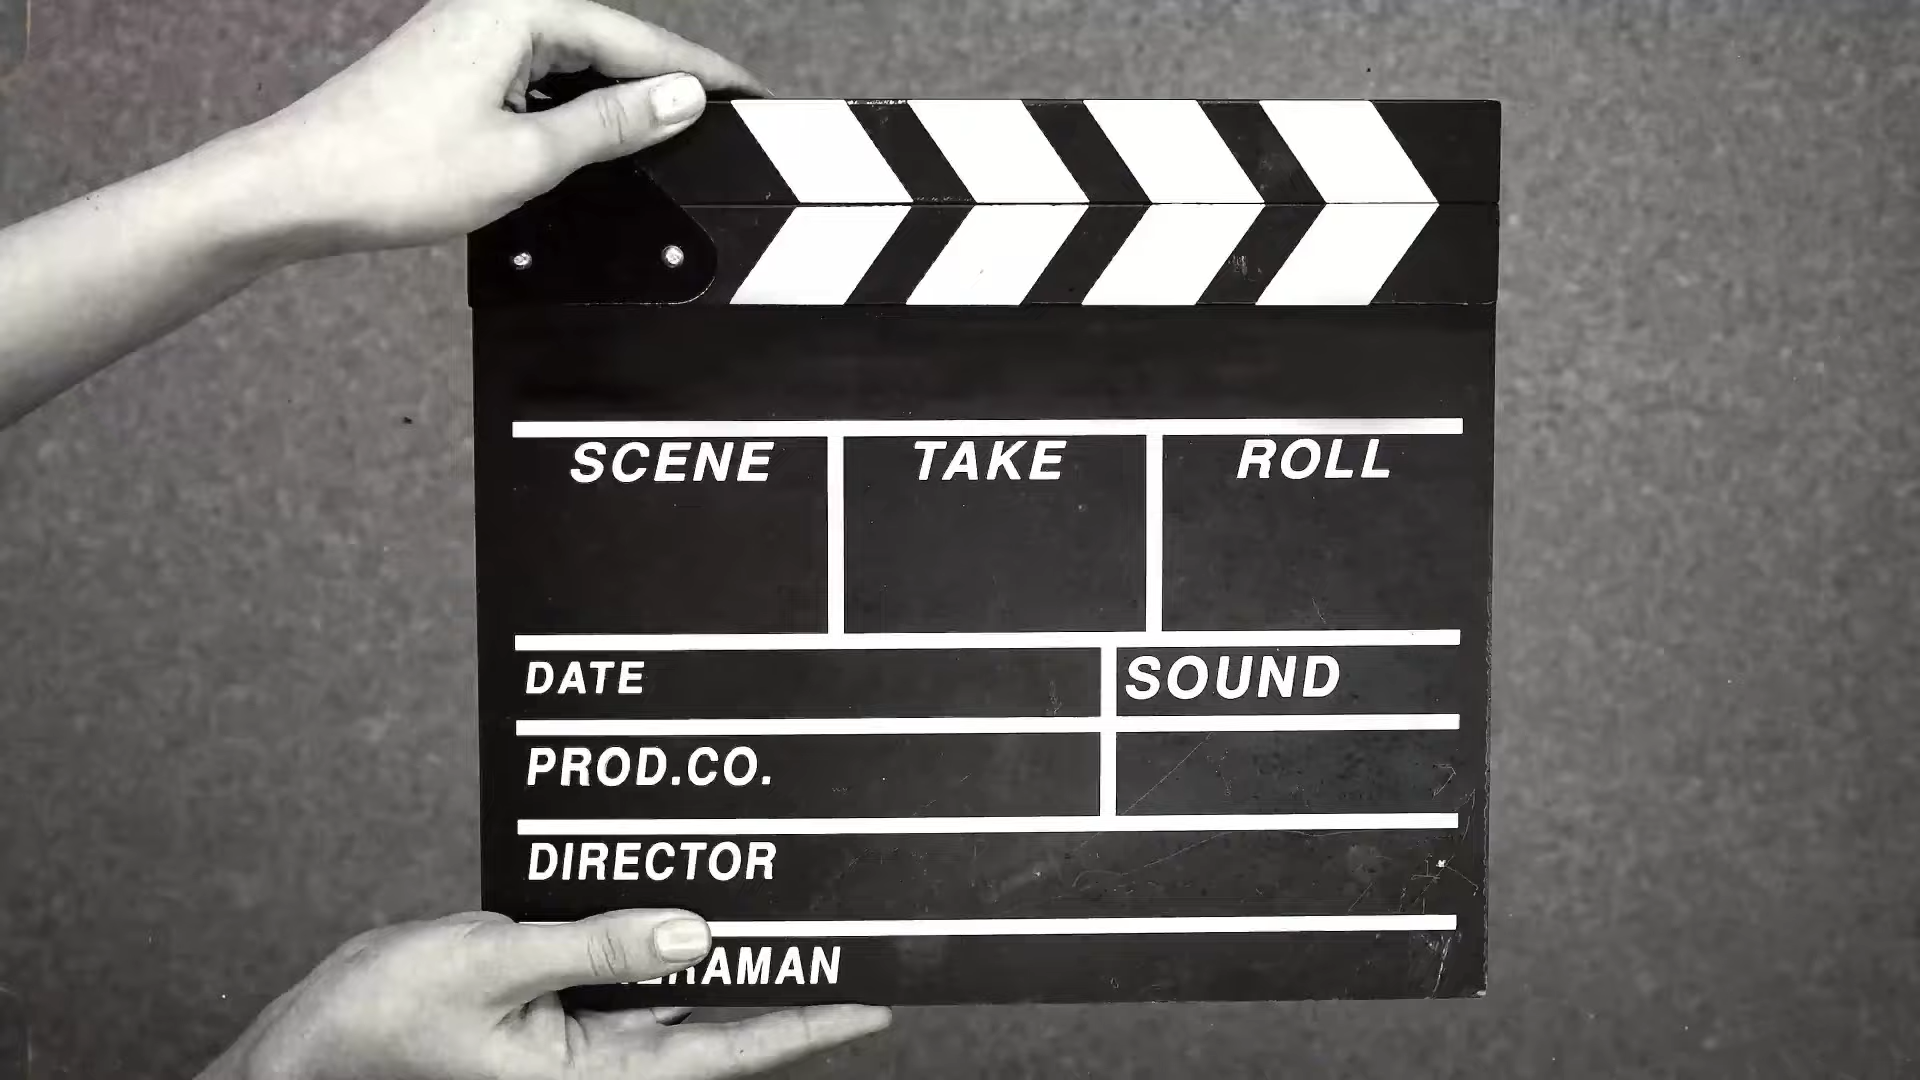 SCENE TAKE ROLL
DATE SOUND
PROD.CO.
DIRECTOR